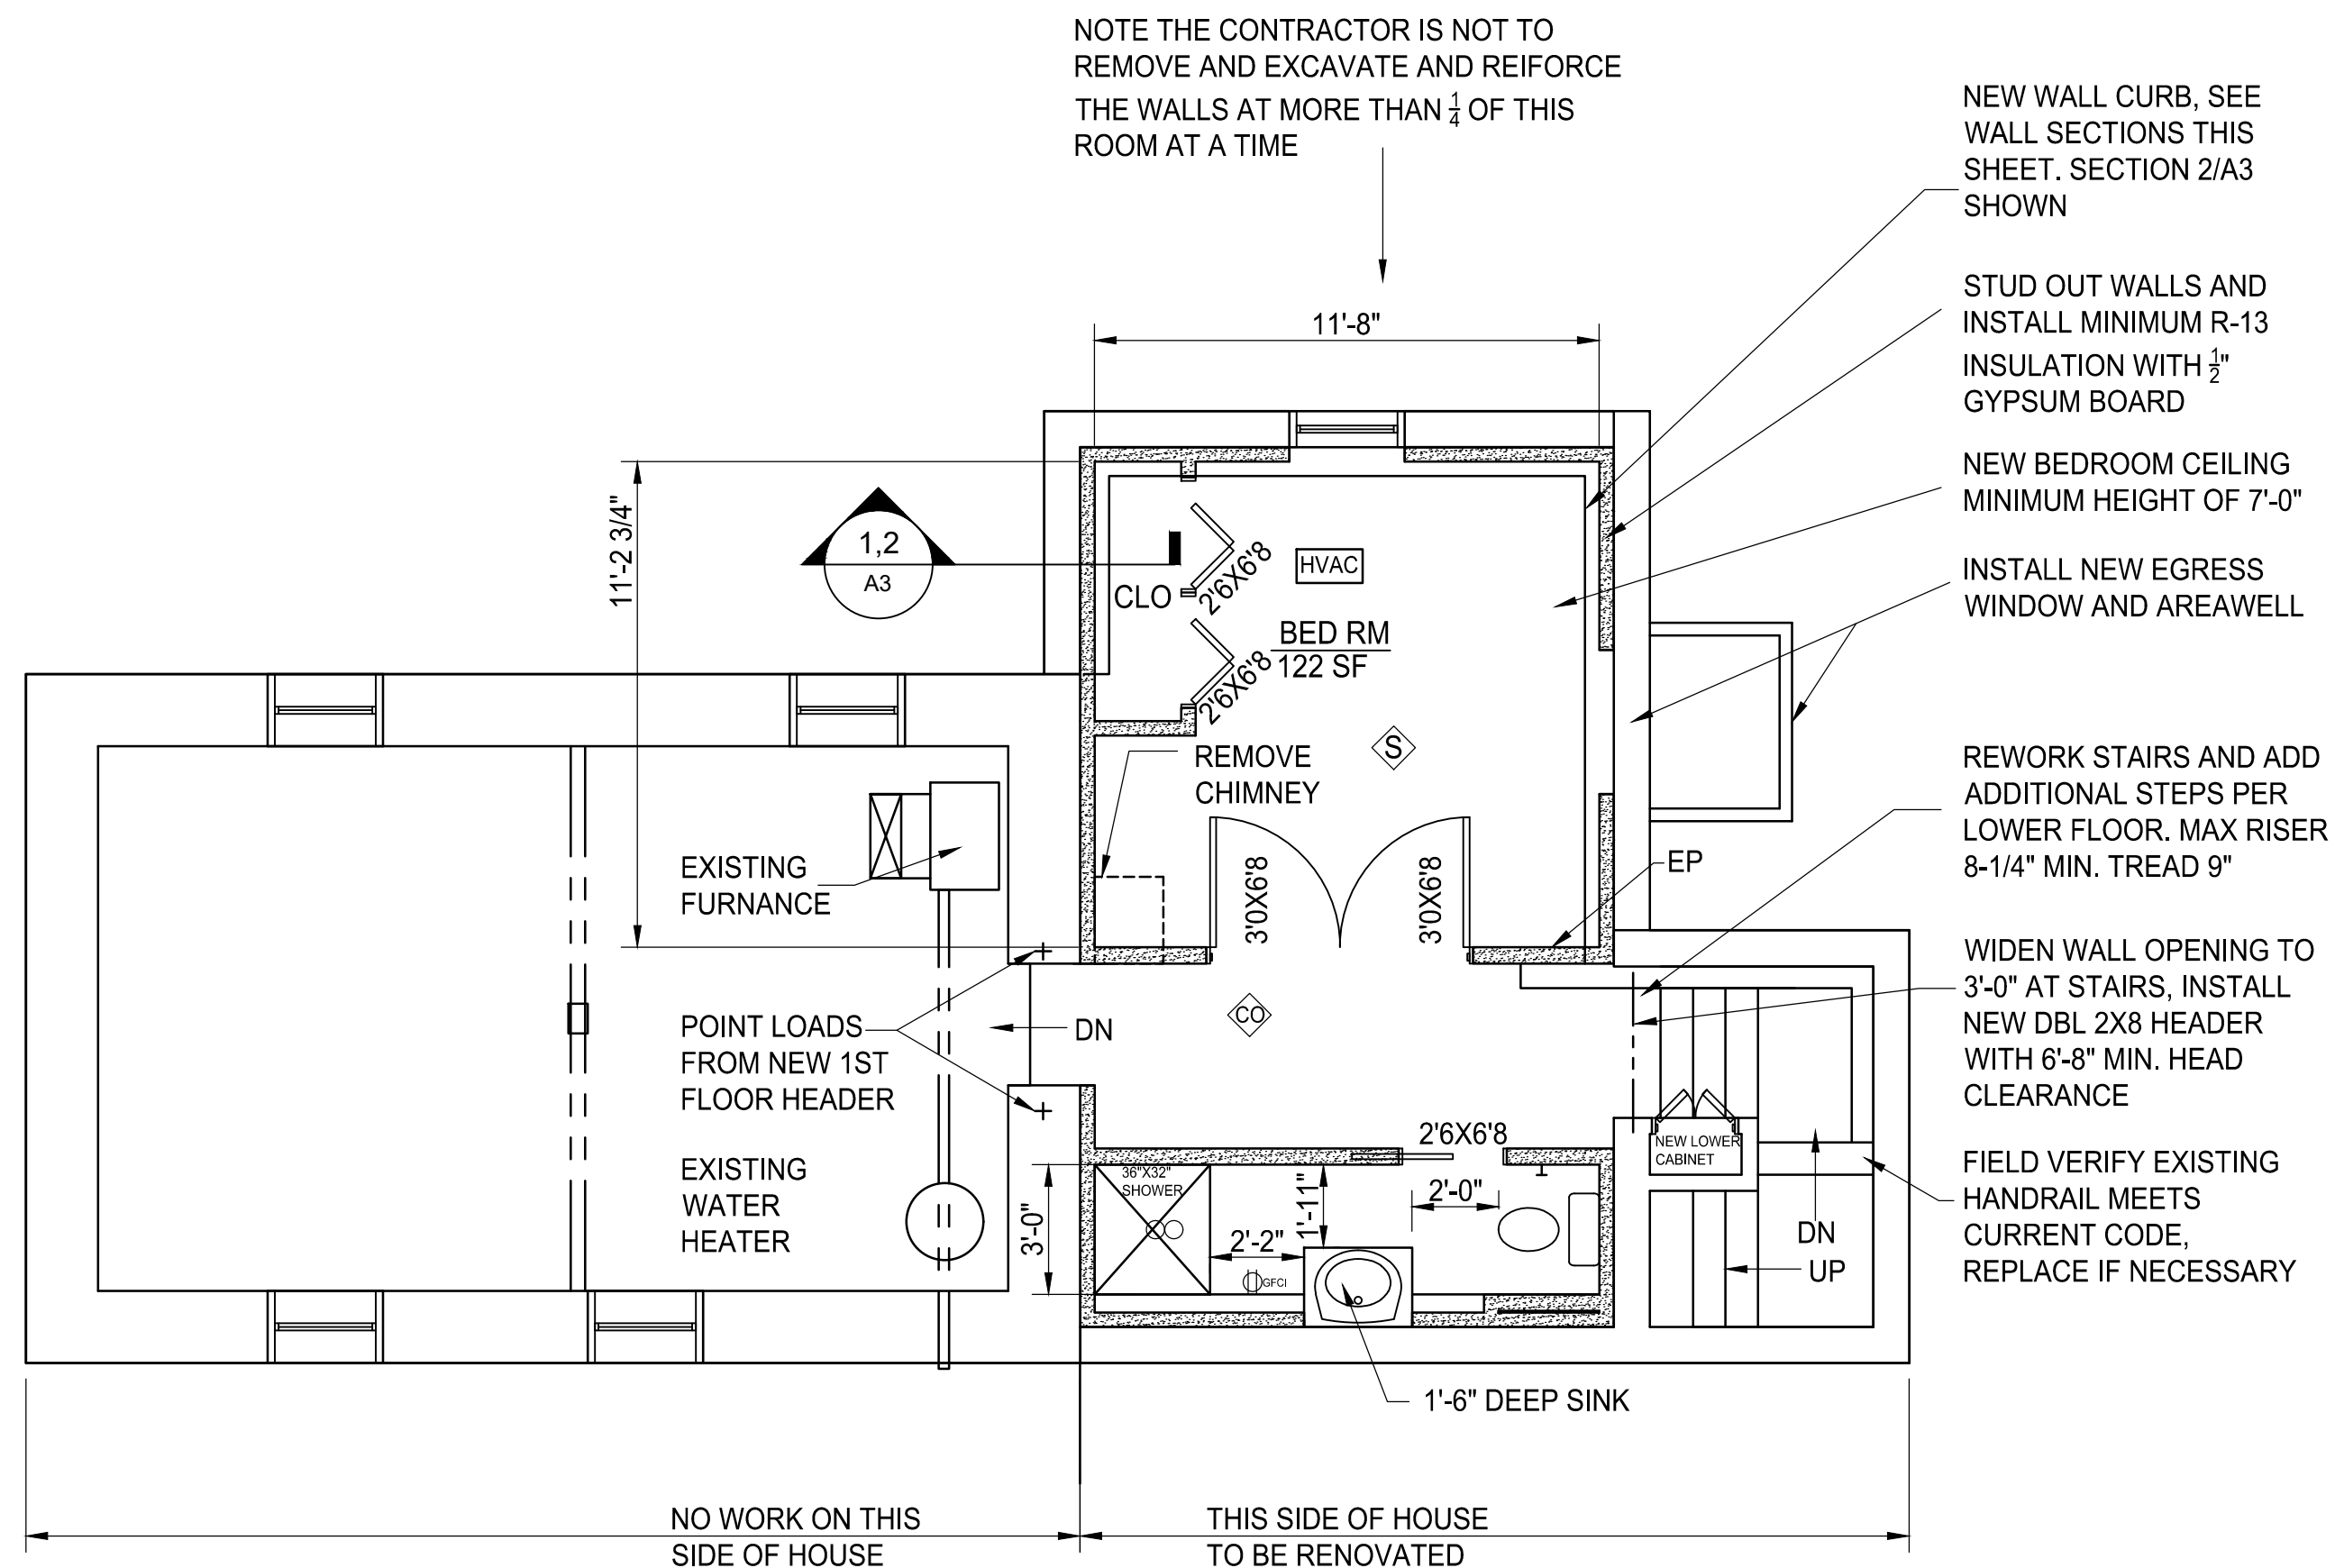 NOTE THE CONTRACTOR IS NOT TO
REMOVE AND EXCAVATE AND REIFORCE
THE WALLS AT MORE THAN 1/4 OF THIS
ROOM AT A TIME
NEW WALL CURB, SEE
WALL SECTIONS THIS
SHEET. SECTION 2/A3
SHOWN
STUD OUT WALLS AND
INSTALL MINIMUM R-13
INSULATION WITH 1/2"
GYPSUM BOARD
NEW BEDROOM CEILING
MINIMUM HEIGHT OF 7'-0"
INSTALL NEW EGRESS
WINDOW AND AREAWELL
REWORK STAIRS AND ADD
ADDITIONAL STEPS PER
LOWER FLOOR. MAX RISER
8-1/4" MIN. TREAD 9"
WIDEN WALL OPENING TO
3'-0" AT STAIRS, INSTALL
NEW DBL 2X8 HEADER
WITH 6'-8" MIN. HEAD
CLEARANCE
FIELD VERIFY EXISTING
HANDRAIL MEETS
CURRENT CODE,
REPLACE IF NECESSARY
11'-8"
11'-2 3/4"
1,2
A3
CLO
2'6X6'8
2'6X6'8
HVAC
BED RM
122 SF
S
REMOVE
CHIMNEY
3'0X6'8
3'0X6'8
EP
EXISTING
FURNANCE
POINT LOADS
FROM NEW 1ST
FLOOR HEADER
DN
CO
EXISTING
WATER
HEATER
2'6X6'8
36"X32"
SHOWER
3'-0"
2'-2"
1'-11"
2'-0"
GFCI
NEW LOWER
CABINET
DN
UP
1'-6" DEEP SINK
NO WORK ON THIS
SIDE OF HOUSE
THIS SIDE OF HOUSE
TO BE RENOVATED